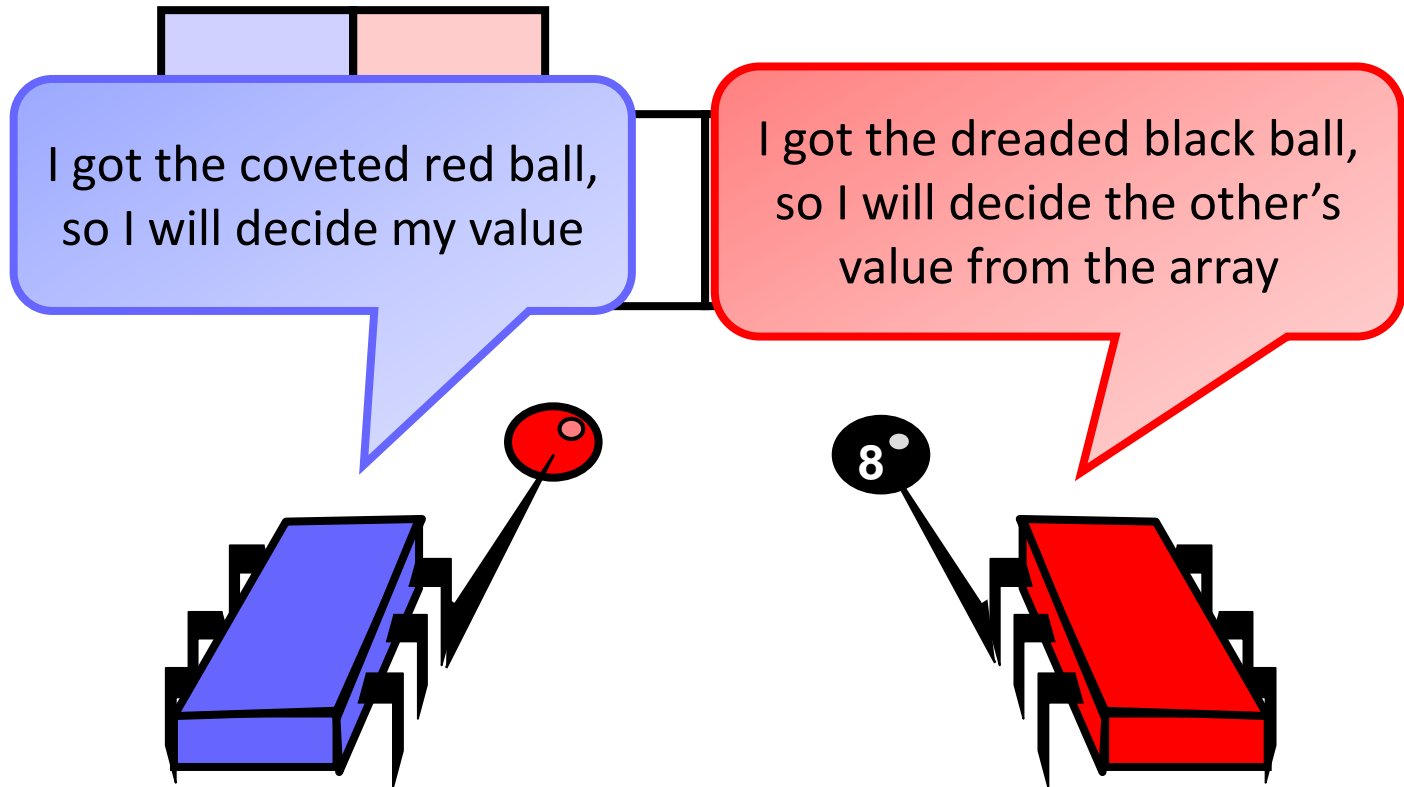 I got the coveted red ball,
so I will decide my value
I got the dreaded black ball,
so I will decide the other’s
value from the array
8